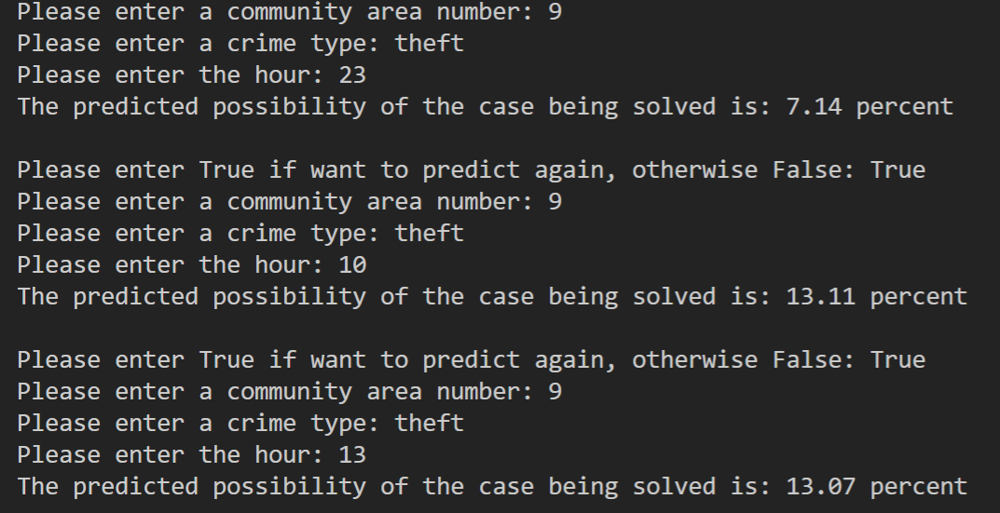 Please enter a community area number: 9
Please enter a crime type: theft
Please enter the hour: 23
The predicted possibility of the case being solved is: 7.14 percent
Please enter True if want to predict again, otherwise False: True
Please enter a community area number: 9
Please enter a crime type: theft
Please enter the hour: 10
The predicted possibility of the case being solved is: 13.11 percent
Please enter True if want to predict again, otherwise False: True
Please enter a community area number: 9
Please enter a crime type: theft
Please enter the hour: 13
The predicted possibility of the case being solved is: 13.07 percent